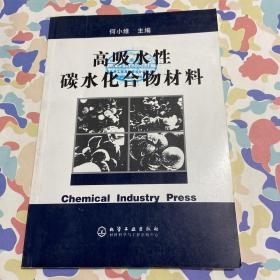 何小维 主编
高吸水性
碳水化合物材料
Chemical Industry Press
化学工业出版社